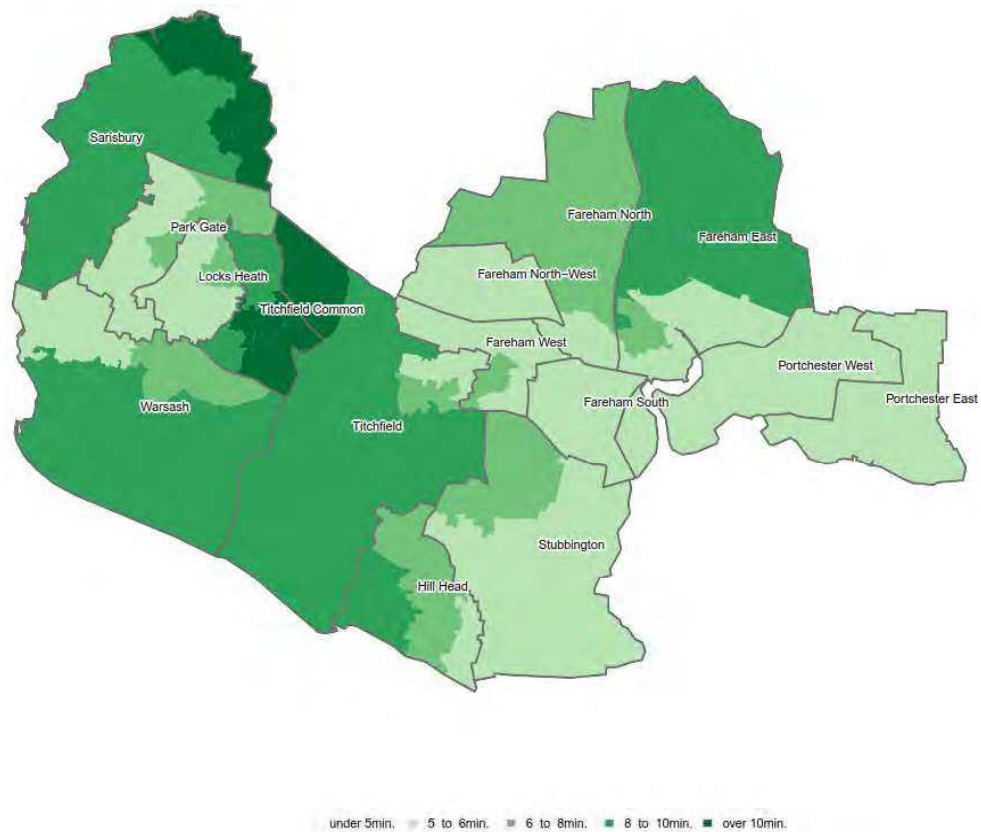 Sarisbury
Park Gate
Fareham North
Fareham East
Locks Heath
Fareham North-West
Titchfield Common
Fareham West
Portchester West
Warsash
Fareham South
Portchester East
Titchfield
Stubbington
Hill Head
under 5min. 5 to 6min. 6 to 8min. 8 to 10min. over 10min.